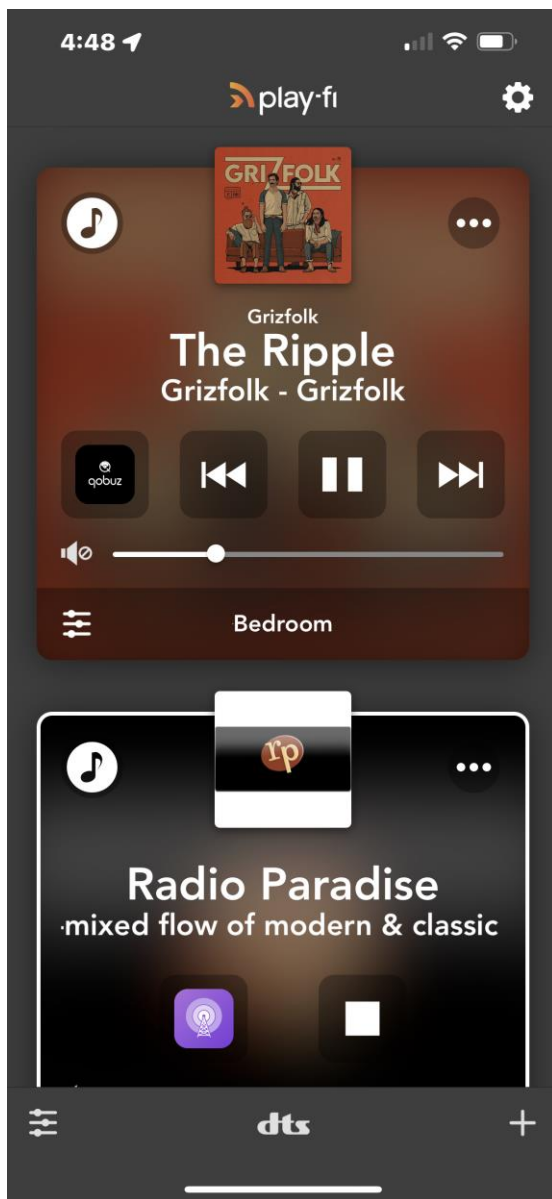 4:48
play-fi
GRIZFOLK
Grizfolk
The Ripple
Grizfolk - Grizfolk
qobuz
Bedroom
rp
Radio Paradise
·mixed flow of modern & classic
dts